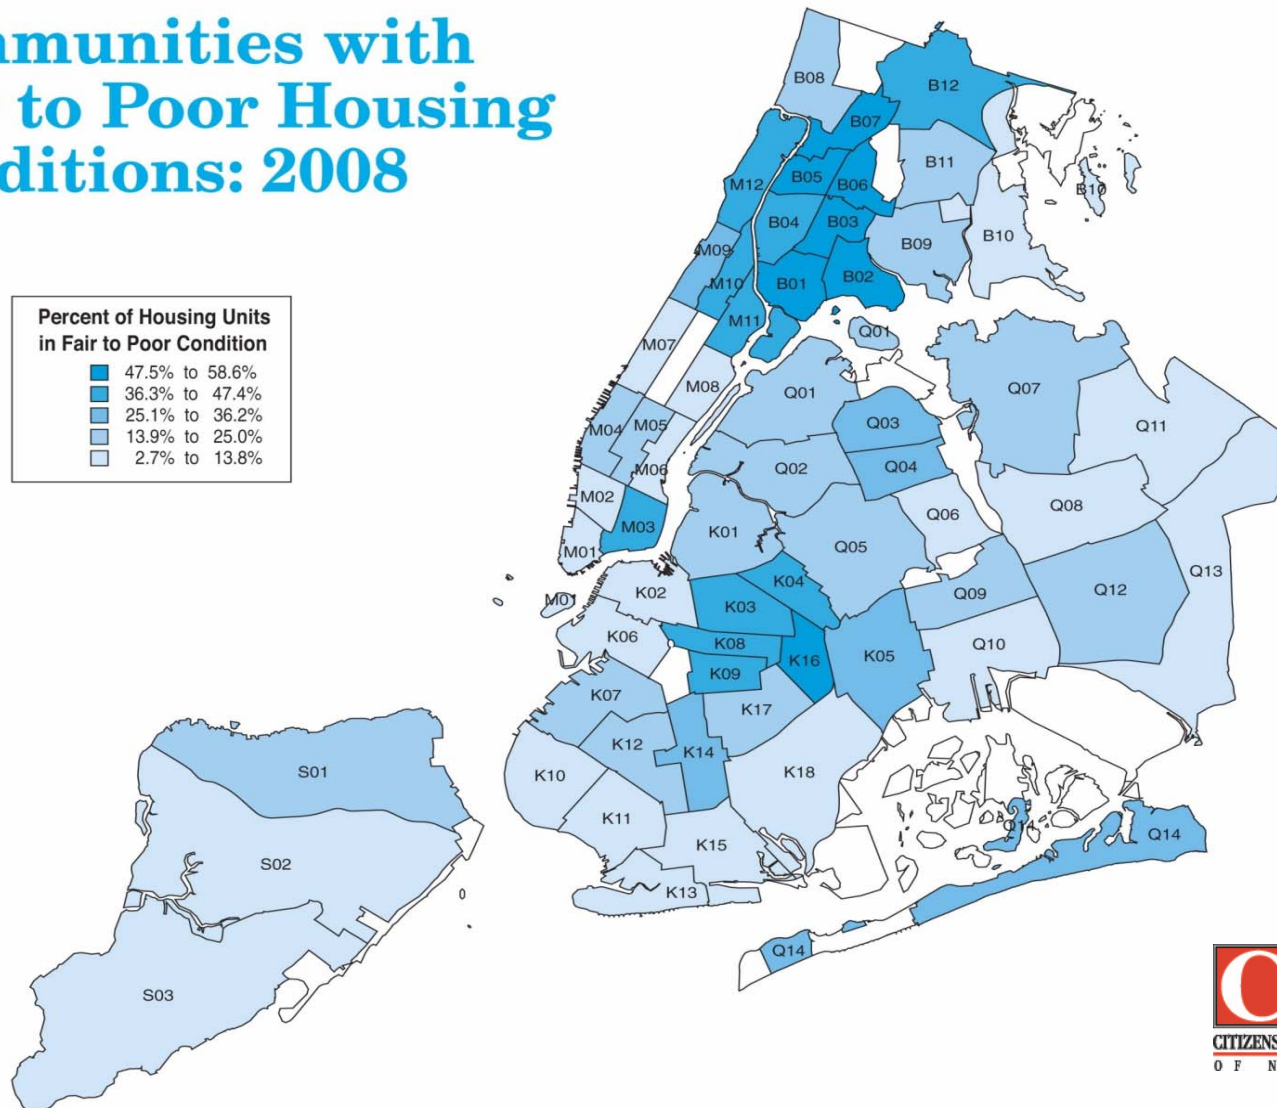 mmunities with
to Poor Housing
ditions: 2008
Percent of Housing Units
in Fair to Poor Condition
47.5% to 58.6%
36.3% to 47.4%
25.1% to 36.2%
13.9% to 25.0%
2.7% to 13.8%
B08
B12
B07
B11
B05
B06
M12
B10
B04
B03
B09
B10
M09
M10
B01
B02
M11
Q01
M07
M08
Q01
Q07
Q03
Q11
M04
M05
M06
Q02
Q04
M02
Q08
Q06
M03
K01
M01
Q05
Q13
K04
K02
M01
K03
Q09
Q12
K06
K08
Q10
K16
K05
K09
K07
K17
K12
K14
S01
K10
K18
K11
Q14
Q14
K15
S02
K13
Q14
S03
C
CITIZENS
OF N